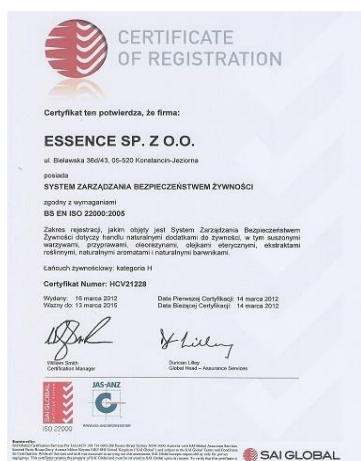 CERTIFICATE
OF REGISTRATION
Certyfikat ten potwierdza, że firma:
ESSENCE SP. Z O.O.
ul. Bielawska 36d/43, 05-520 Konstancin-Jeziorna
posiada
SYSTEM ZARZĄDZANIA BEZPIECZEŃSTWEM ŻYWNOŚCI
zgodny z wymaganiami
BS EN ISO 22000:2005
Zakres rejestracji, jakim objęty jest System Zarządzania Bezpieczeństwem
Żywności dotyczy handlu naturalnymi dodatkami do żywności, w tym suszonymi
warzywami, przyprawami, oleorezynami, olejkami eterycznymi, ekstraktami
roślinnymi, naturalnymi aromatami i naturalnymi barwnikami.
Łańcuch żywnościowy: kategoria H
Certyfikat Numer: HCV21228
Wydany: 16 marca 2012 Data Pierwszej Certyfikacji: 14 marca 2012
Ważny do: 13 marca 2015 Data Bieżącej Certyfikacji: 14 marca 2012
William Smith Duncan Lilley
Certification Manager Global Head – Assurance Services
SAI GLOBAL
JAS-ANZ
ISO 22000
SAI GLOBAL